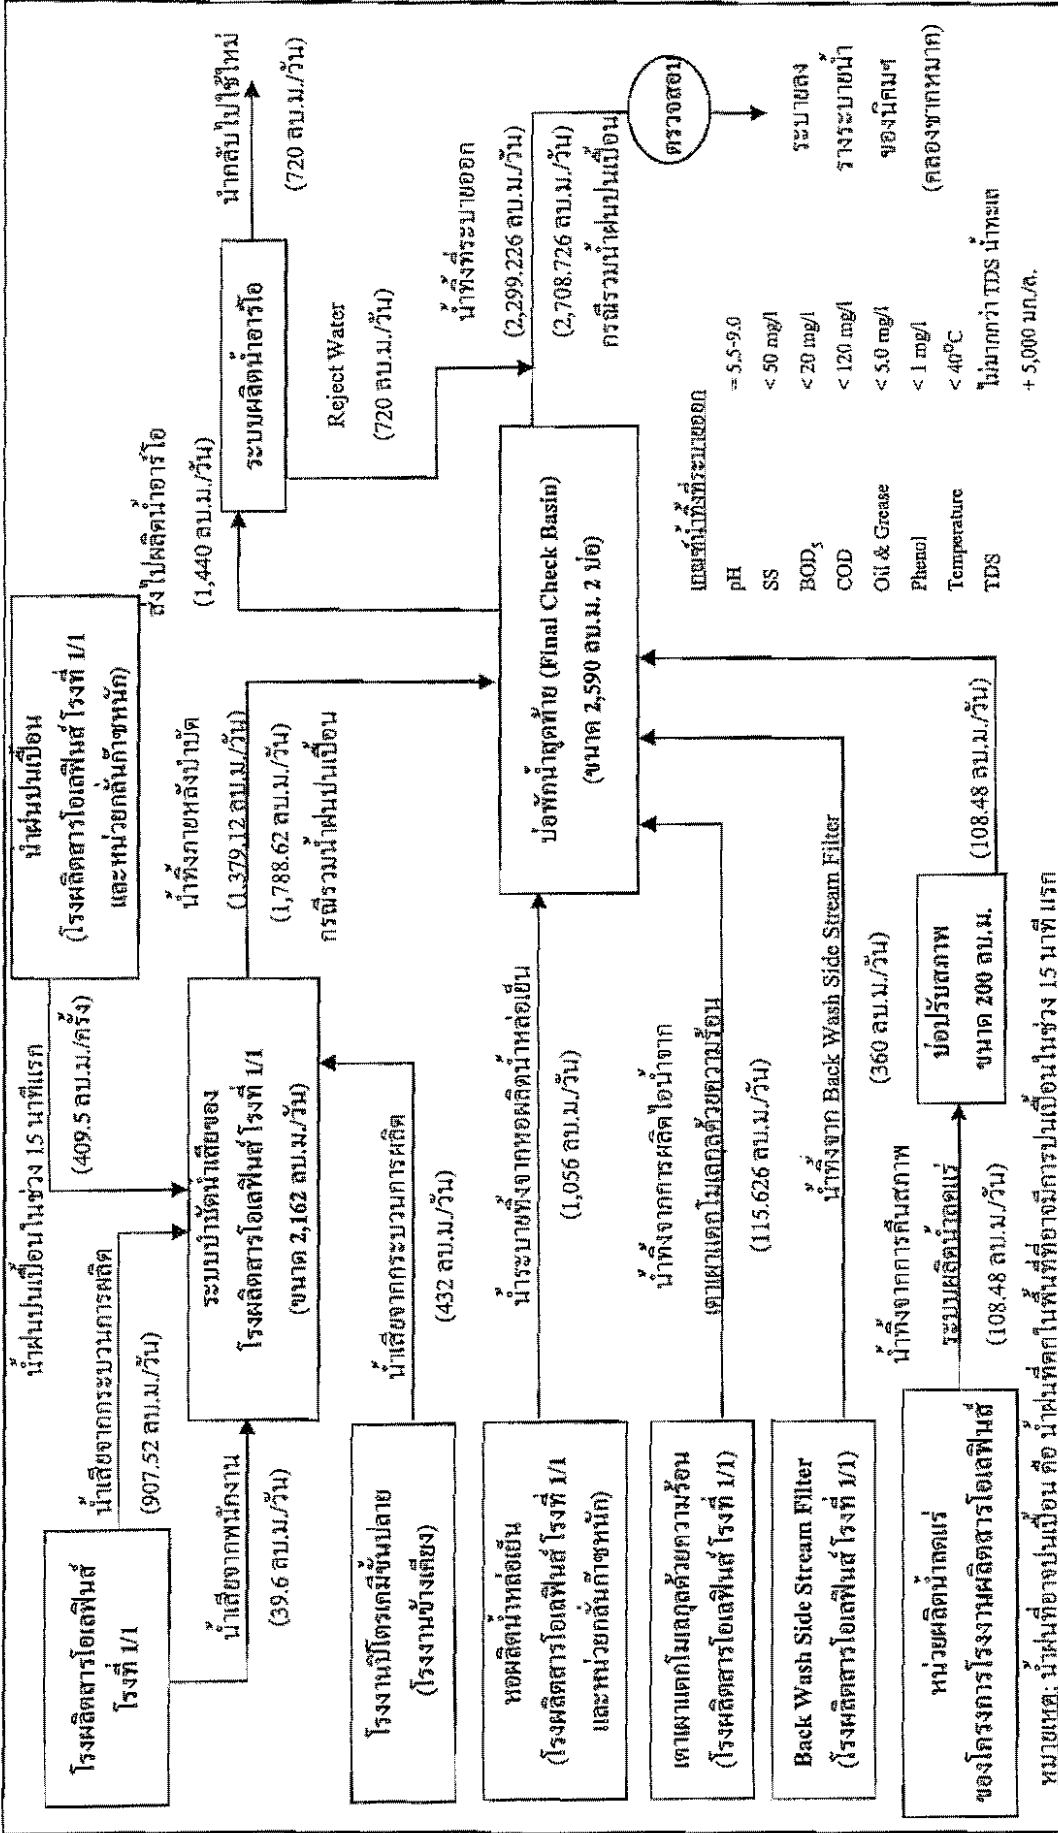 น้ำฝนปนเปื้อนในช่วง 15 นาทีแรก
(409.5 ลบ.ม./ครั้ง)
น้ำฝนปนเปื้อน
(โรงผลิตสารโอเลฟินส์ โรงที่ 1/1
และหน่วยกลั่นก๊าซหนัก)
โรงผลิตสารโอเลฟินส์
โรงที่ 1/1
น้ำเสียจากกระบวนการผลิต
(907.52 ลบ.ม./วัน)
น้ำเสียจากพนักงาน
(39.6 ลบ.ม./วัน)
ระบบบำบัดน้ำเสียของ
โรงผลิตสารโอเลฟินส์ โรงที่ 1/1
(ขนาด 2,162 ลบ.ม./วัน)
น้ำทิ้งภายหลังบำบัด
(1,379.12 ลบ.ม./วัน)
(1,788.62 ลบ.ม./วัน)
กรณีรวมน้ำฝนปนเปื้อน
ส่งไปผลิตน้ำอาร์โอ
(1,440 ลบ.ม./วัน)
ระบบผลิตน้ำอาร์โอ
นำกลับไปใช้ใหม่
(720 ลบ.ม./วัน)
Reject Water
(720 ลบ.ม./วัน)
โรงงานปิโตรเคมีขั้นปลาย
(โรงงานข้างเคียง)
น้ำเสียจากกระบวนการผลิต
(432 ลบ.ม./วัน)
หอผลิตน้ำหล่อเย็น
(โรงผลิตสารโอเลฟินส์ โรงที่ 1/1
และหน่วยกลั่นก๊าซหนัก)
น้ำระบายทิ้งจากหอผลิตน้ำหล่อเย็น
(1,056 ลบ.ม./วัน)
บ่อพักน้ำสุดท้าย (Final Check Basin)
(ขนาด 2,590 ลบ.ม. 2 บ่อ)
น้ำทิ้งที่ระบายออก
(2,299.226 ลบ.ม./วัน)
(2,708.726 ลบ.ม./วัน)
กรณีรวมน้ำฝนปนเปื้อน
ตรวจสอบ
ระบายลง
รางระบายน้ำ
ของนิคมฯ
(คลองชากหมาก)
เตาเผาแตกโมเลกุลด้วยความร้อน
(โรงผลิตสารโอเลฟินส์ โรงที่ 1/1)
น้ำทิ้งจากการผลิตไอน้ำจาก
เตาเผาแตกโมเลกุลด้วยความร้อน
(115.626 ลบ.ม./วัน)
Back Wash Side Stream Filter
(โรงผลิตสารโอเลฟินส์ โรงที่ 1/1)
น้ำทิ้งจาก Back Wash Side Stream Filter
(360 ลบ.ม./วัน)
หน่วยผลิตน้ำลดแร่
ของโครงการโรงงานผลิตสารโอเลฟินส์
น้ำทิ้งจากการคืนสภาพ
ระบบผลิตน้ำลดแร่
(108.48 ลบ.ม./วัน)
บ่อปรับสภาพ
ขนาด 200 ลบ.ม.
(108.48 ลบ.ม./วัน)
เกณฑ์น้ำทิ้งที่ระบายออก
pH = 5.5-9.0
SS < 50 mg/l
BOD5 < 20 mg/l
COD < 120 mg/l
Oil & Grease < 5.0 mg/l
Phenol < 1 mg/l
Temperature < 40°C
TDS ไม่มากกว่า TDS น้ำทะเล
+ 5,000 มก./ล.
หมายเหตุ: น้ำฝนที่อาจปนเปื้อน คือ น้ำฝนที่ตกในพื้นที่ที่อาจมีการปนเปื้อนในช่วง 15 นาที แรก